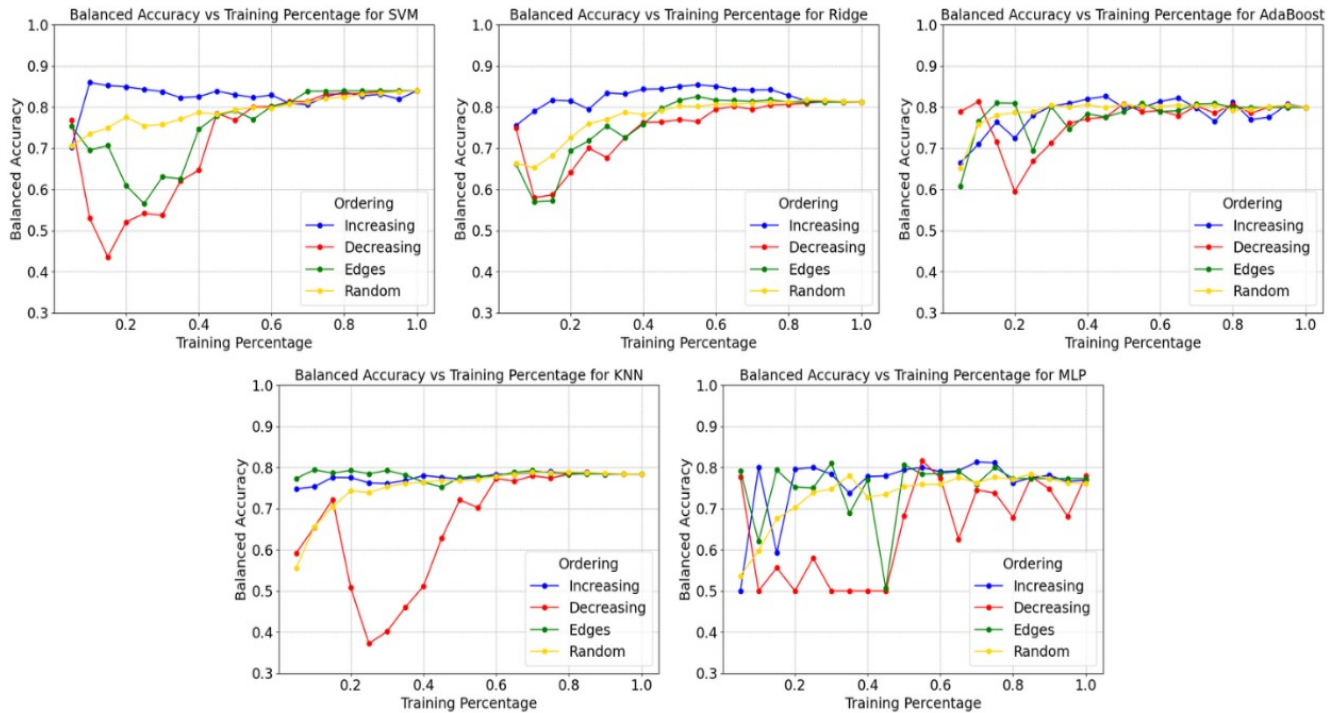 Balanced Accuracy vs Training Percentage for SVM
1.0
0.9
0.8
0.7
0.6
0.5
0.4
0.3
Balanced Accuracy
Ordering
Increasing
Decreasing
Edges
Random
0.2 0.4 0.6 0.8 1.0
Training Percentage
Balanced Accuracy vs Training Percentage for Ridge
1.0
0.9
0.8
0.7
0.6
0.5
0.4
0.3
Balanced Accuracy
Ordering
Increasing
Decreasing
Edges
Random
0.2 0.4 0.6 0.8 1.0
Training Percentage
Balanced Accuracy vs Training Percentage for AdaBoost
1.0
0.9
0.8
0.7
0.6
0.5
0.4
0.3
Balanced Accuracy
Ordering
Increasing
Decreasing
Edges
Random
0.2 0.4 0.6 0.8 1.0
Training Percentage
Balanced Accuracy vs Training Percentage for KNN
1.0
0.9
0.8
0.7
0.6
0.5
0.4
0.3
Balanced Accuracy
Ordering
Increasing
Decreasing
Edges
Random
0.2 0.4 0.6 0.8 1.0
Training Percentage
Balanced Accuracy vs Training Percentage for MLP
1.0
0.9
0.8
0.7
0.6
0.5
0.4
0.3
Balanced Accuracy
Ordering
Increasing
Decreasing
Edges
Random
0.2 0.4 0.6 0.8 1.0
Training Percentage